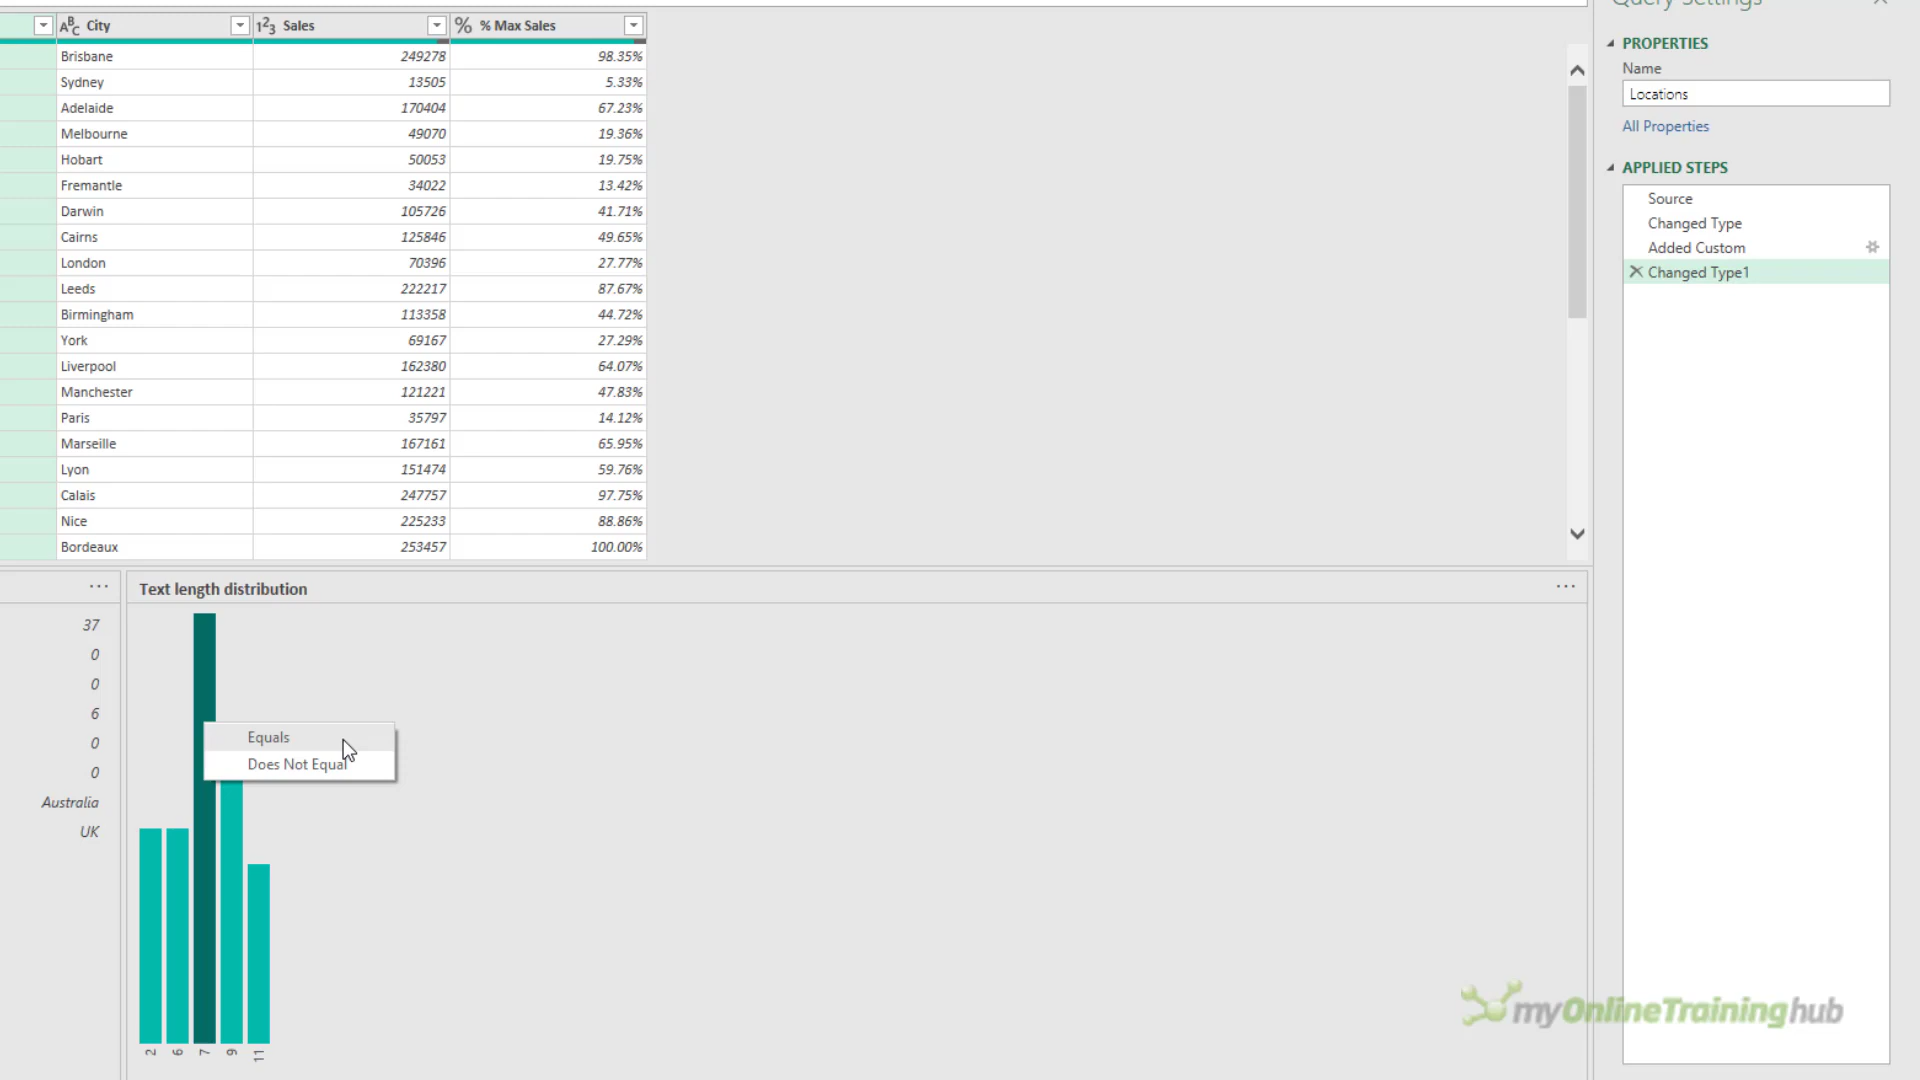 City Sales % % Max Sales
Brisbane 249278 98.35%
Sydney 13505 5.33%
Adelaide 170404 67.23%
Melbourne 49070 19.36%
Hobart 50053 19.75%
Fremantle 34022 13.42%
Darwin 105726 41.71%
Cairns 125846 49.65%
London 70396 27.77%
Leeds 222217 87.67%
Birmingham 113358 44.72%
York 69167 27.29%
Liverpool 162380 64.07%
Manchester 121221 47.83%
Paris 35797 14.12%
Marseille 167161 65.95%
Lyon 151474 59.76%
Calais 247757 97.75%
Nice 225233 88.86%
Bordeaux 253457 100.00%
Query Settings
PROPERTIES
Name
Locations
All Properties
APPLIED STEPS
Source
Changed Type
Added Custom
Changed Type1
37
0
0
6
0
0
Australia
UK
Text length distribution
Equals
Does Not Equal
2 6 7 9 11
myOnlineTraininghub